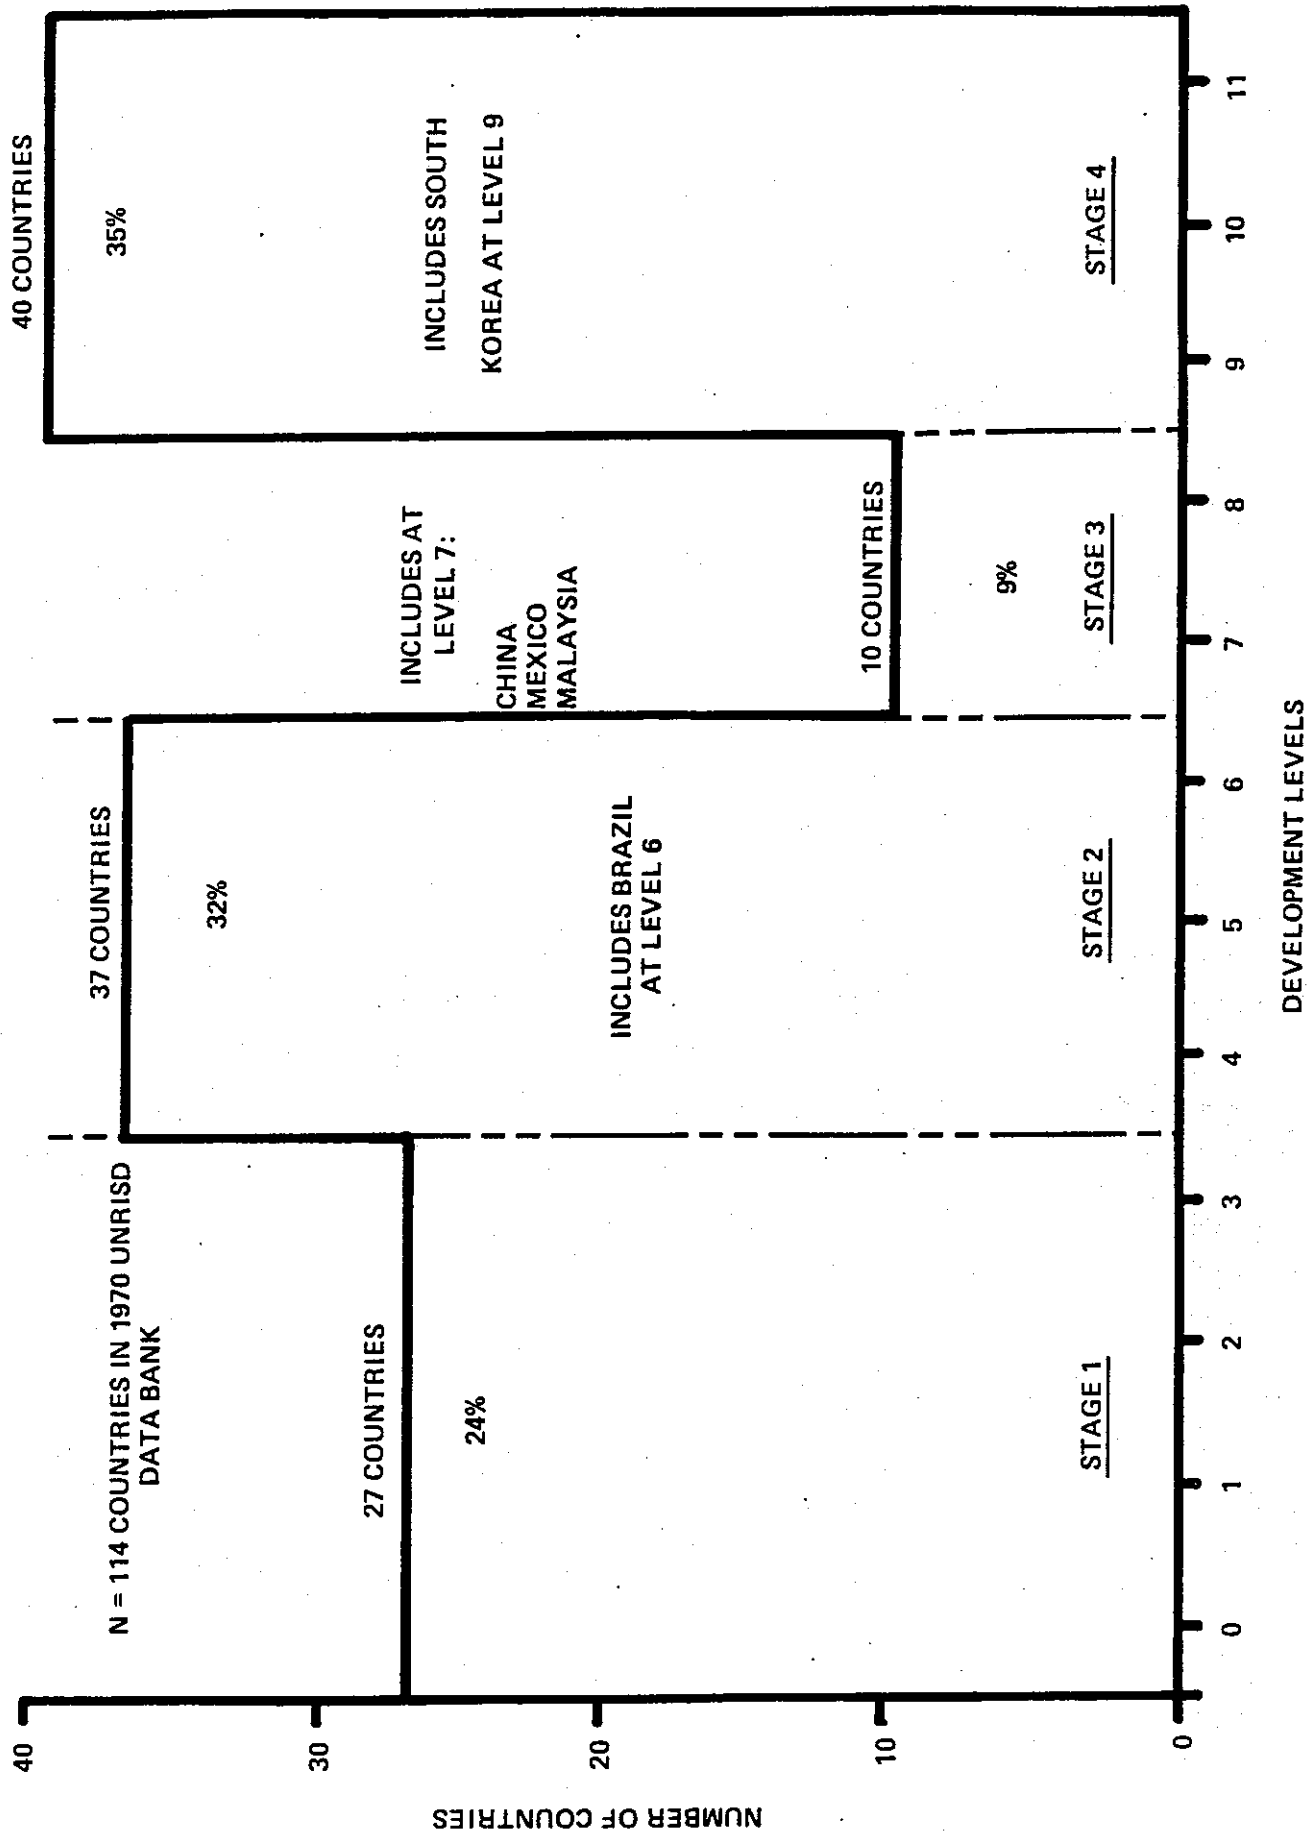 40 COUNTRIES
35%
INCLUDES SOUTH
KOREA AT LEVEL 9
STAGE 4
37 COUNTRIES
32%
INCLUDES BRAZIL
AT LEVEL 6
STAGE 2
INCLUDES AT
LEVEL 7:
CHINA
MEXICO
MALAYSIA
10 COUNTRIES
9%
STAGE 3
N = 114 COUNTRIES IN 1970 UNRISD
DATA BANK
27 COUNTRIES
24%
STAGE 1
40
30
20
10
0
NUMBER OF COUNTRIES
0 1 2 3 4 5 6 7 8 9 10 11
DEVELOPMENT LEVELS